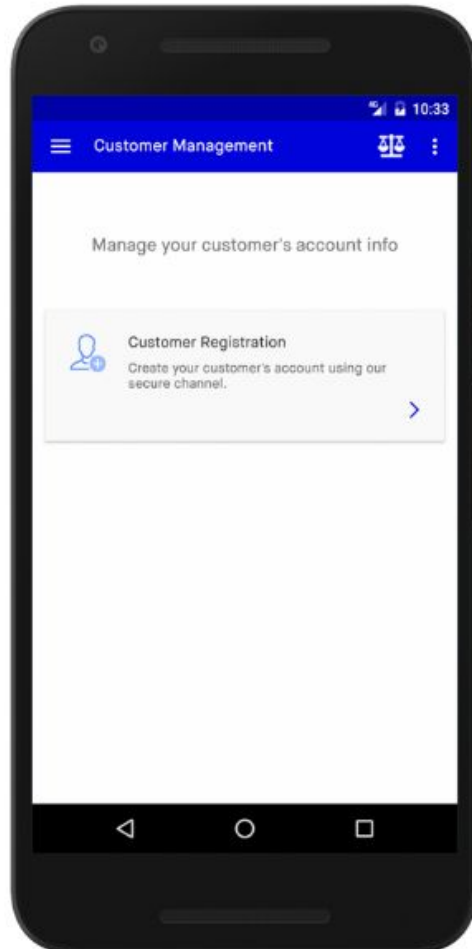 4G 10:33
Customer Management
Manage your customer's account info
Customer Registration
Create your customer's account using our
secure channel.